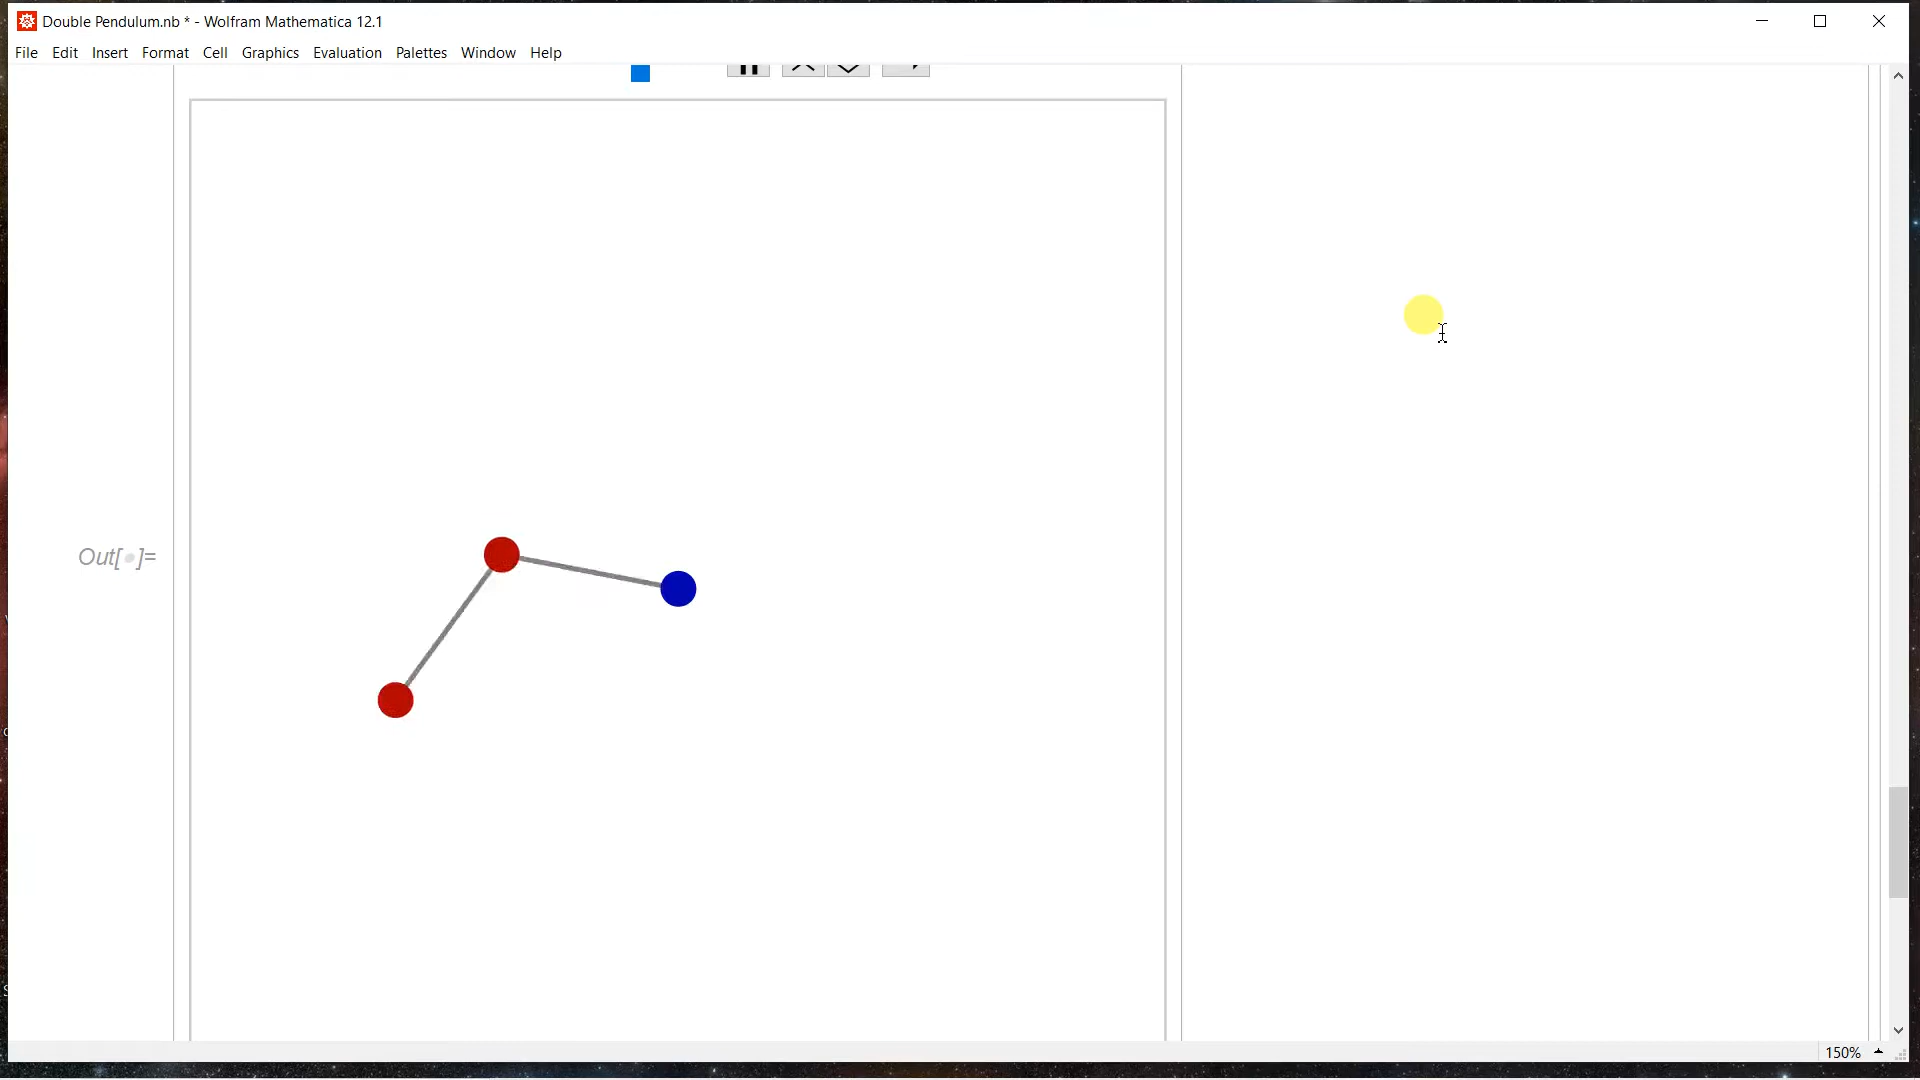 Double Pendulum.nb * - Wolfram Mathematica 12.1
File Edit Insert Format Cell Graphics Evaluation Palettes Window Help
Out[ ]=
150%